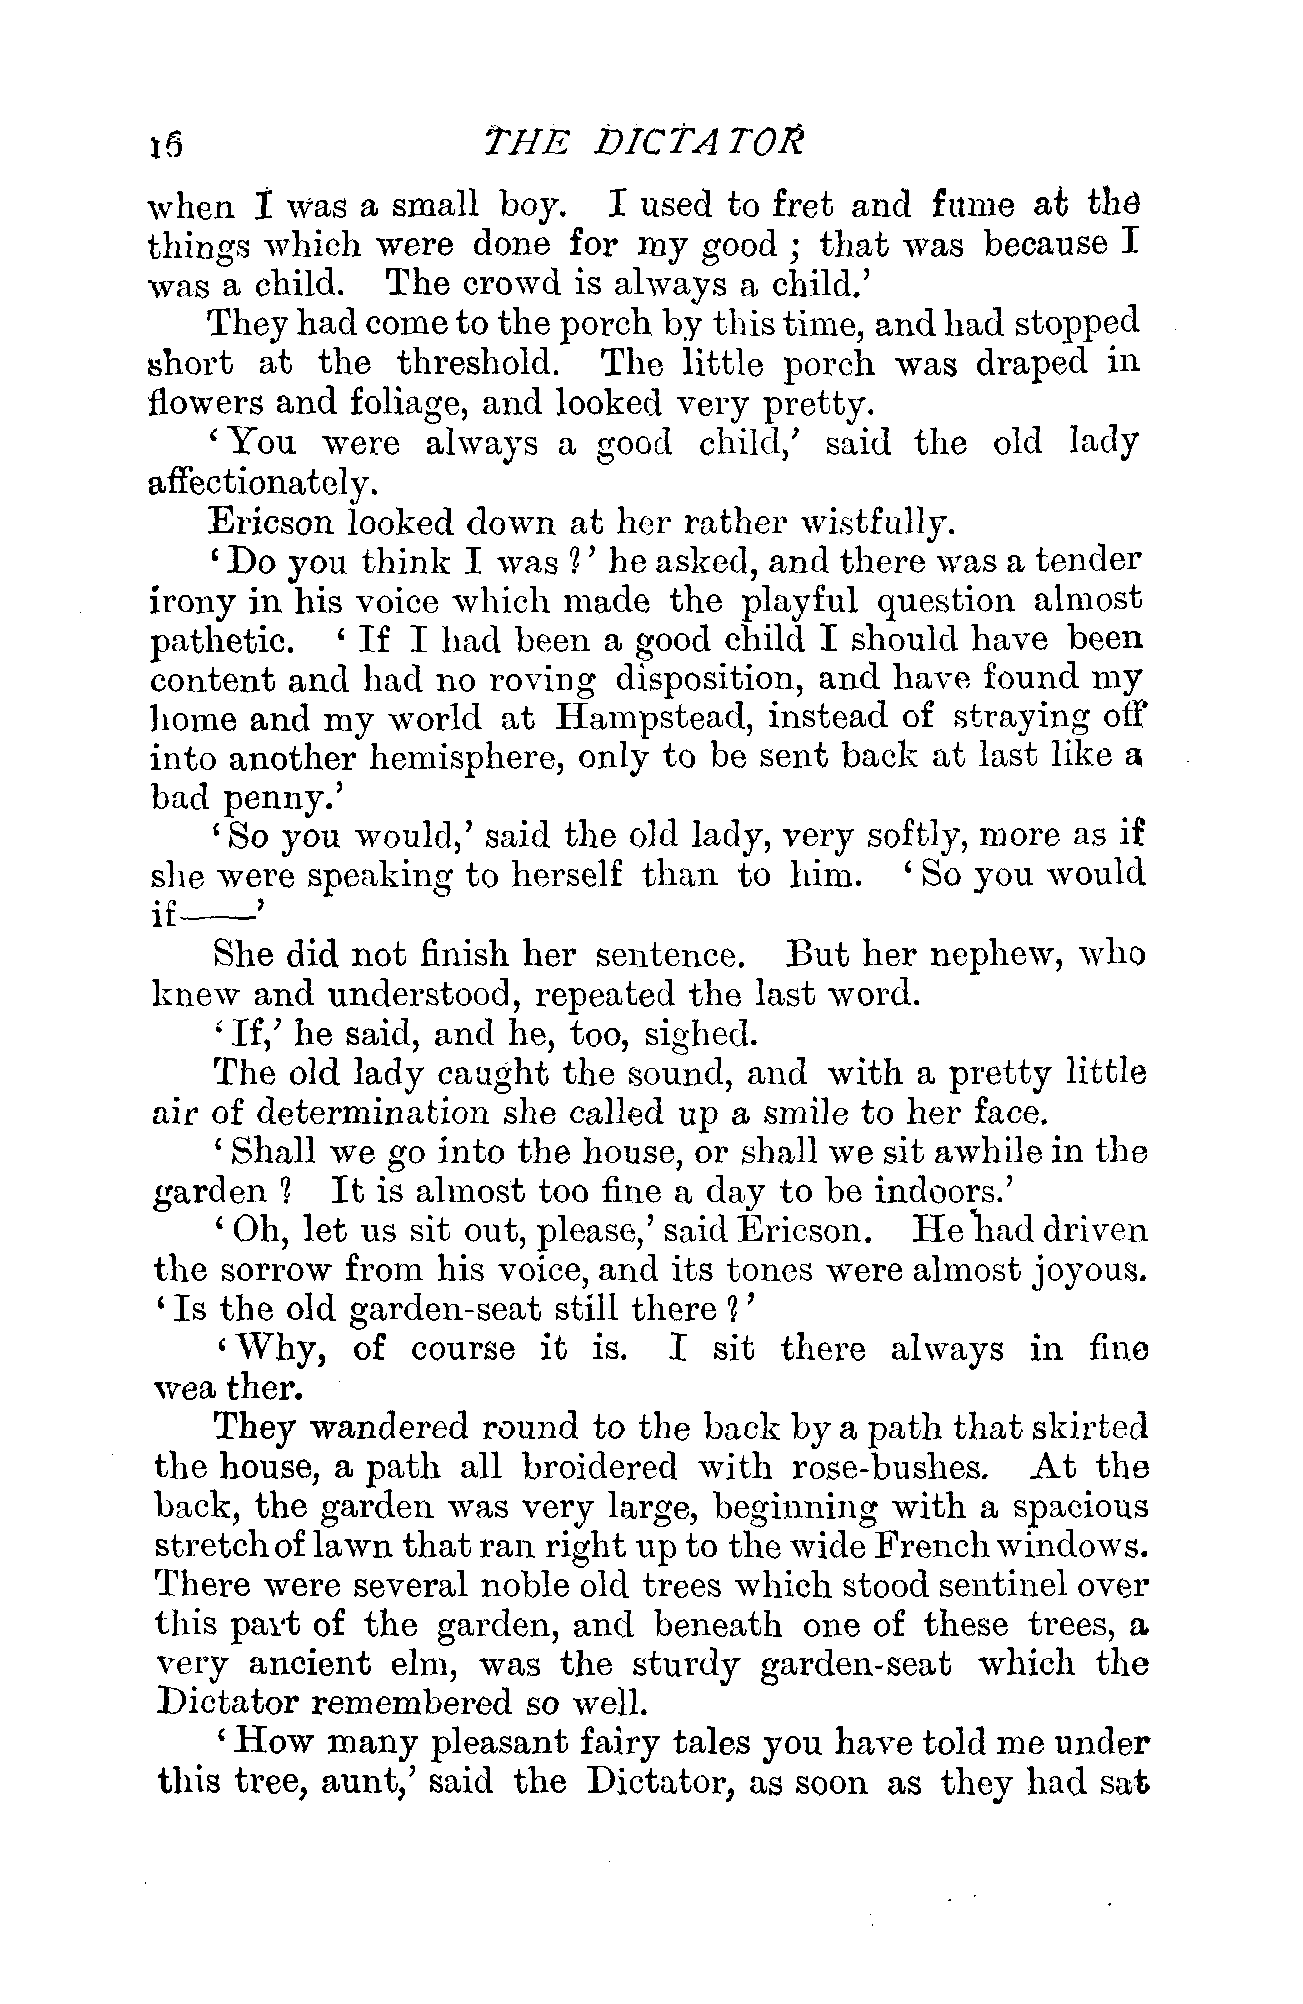 16 THE DICTATOR
when I was a small boy. I used to fret and fume at the
things which were done for my good ; that was because I
was a child. The crowd is always a child.’
They had come to the porch by this time, and had stopped
short at the threshold. The little porch was draped in
flowers and foliage, and looked very pretty.
‘You were always a good child,’ said the old lady
affectionately.
Ericson looked down at her rather wistfully.
‘Do you think I was ?’ he asked, and there was a tender
irony in his voice which made the playful question almost
pathetic. ‘If I had been a good child I should have been
content and had no roving disposition, and have found my
home and my world at Hampstead, instead of straying off
into another hemisphere, only to be sent back at last like a
bad penny.’
‘So you would,’ said the old lady, very softly, more as if
she were speaking to herself than to him. ‘So you would
if——’
She did not finish her sentence. But her nephew, who
knew and understood, repeated the last word.
‘If,’ he said, and he, too, sighed.
The old lady caught the sound, and with a pretty little
air of determination she called up a smile to her face.
‘Shall we go into the house, or shall we sit awhile in the
garden ? It is almost too fine a day to be indoors.’
‘Oh, let us sit out, please,’ said Ericson. He had driven
the sorrow from his voice, and its tones were almost joyous.
‘Is the old garden-seat still there ?’
‘Why, of course it is. I sit there always in fine
wea ther.
They wandered round to the back by a path that skirted
the house, a path all broidered with rose-bushes. At the
back, the garden was very large, beginning with a spacious
stretch of lawn that ran right up to the wide French windows.
There were several noble old trees which stood sentinel over
this part of the garden, and beneath one of these trees, a
very ancient elm, was the sturdy garden-seat which the
Dictator remembered so well.
‘How many pleasant fairy tales you have told me under
this tree, aunt,’ said the Dictator, as soon as they had sat